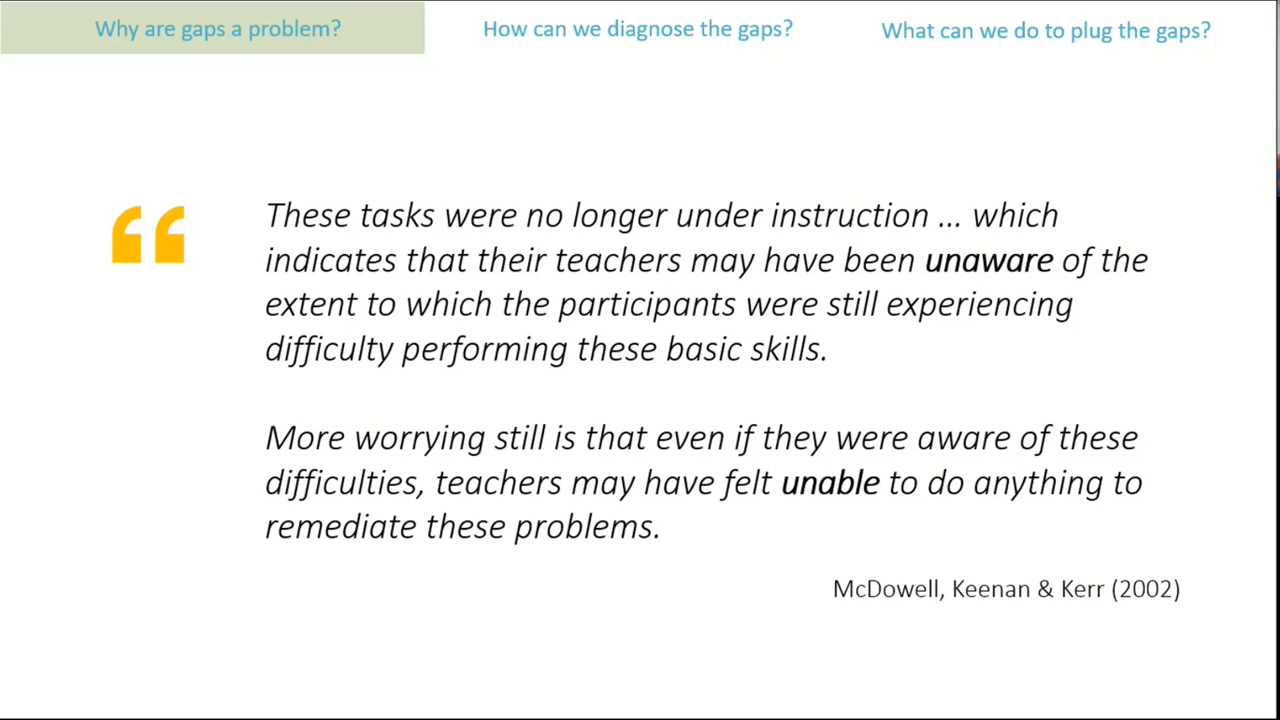 Why are gaps a problem?
How can we diagnose the gaps?
What can we do to plug the gaps?
“
These tasks were no longer under instruction … which
indicates that their teachers may have been unaware of the
extent to which the participants were still experiencing
difficulty performing these basic skills.
More worrying still is that even if they were aware of these
difficulties, teachers may have felt unable to do anything to
remediate these problems.
McDowell, Keenan & Kerr (2002)